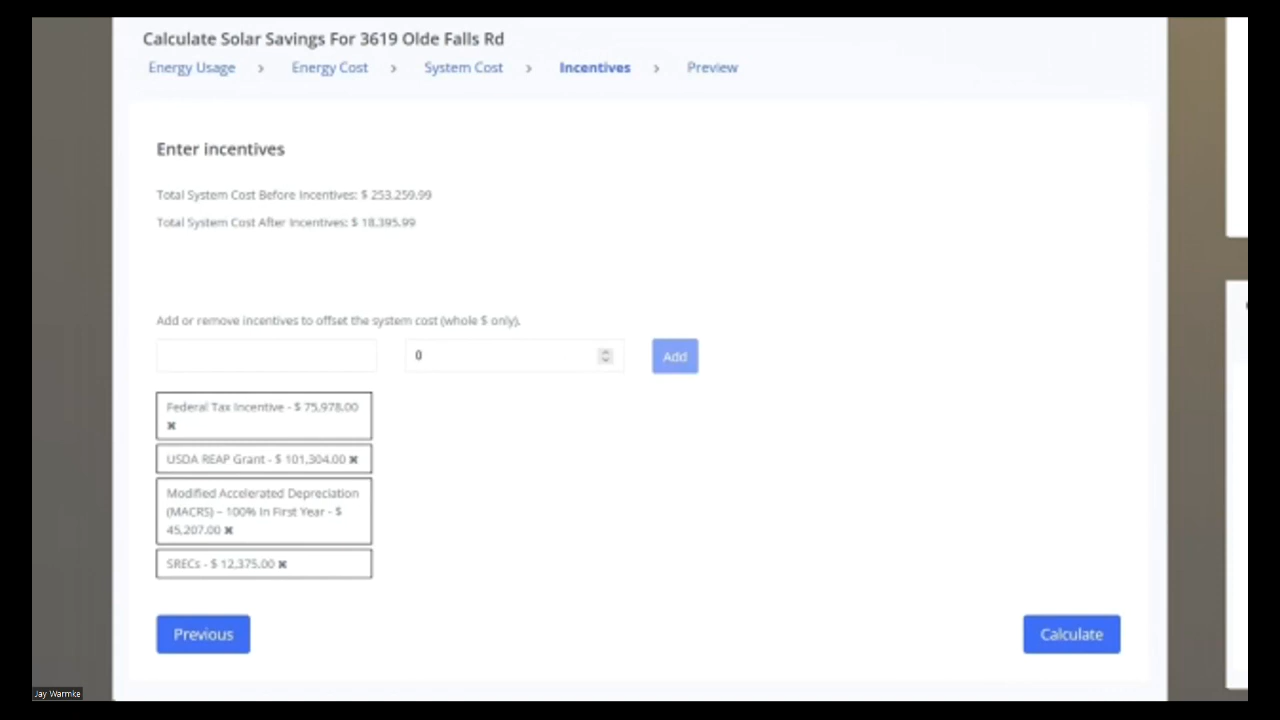 Calculate Solar Savings For 3619 Olde Falls Rd
Energy Usage > Energy Cost > System Cost > Incentives > Preview
Enter incentives
Total System Cost Before Incentives: $ 253,259.99
Total System Cost After Incentives: $ 18,395.99
Add or remove incentives to offset the system cost (whole $ only).
0
Add
Federal Tax Incentive - $ 75,978.00
✖
USDA REAP Grant - $ 101,304.00 ✖
Modified Accelerated Depreciation
(MACRS) – 100% In First Year - $
45,207.00 ✖
SRECs - $ 12,375.00 ✖
Previous
Calculate
Jay Warmke